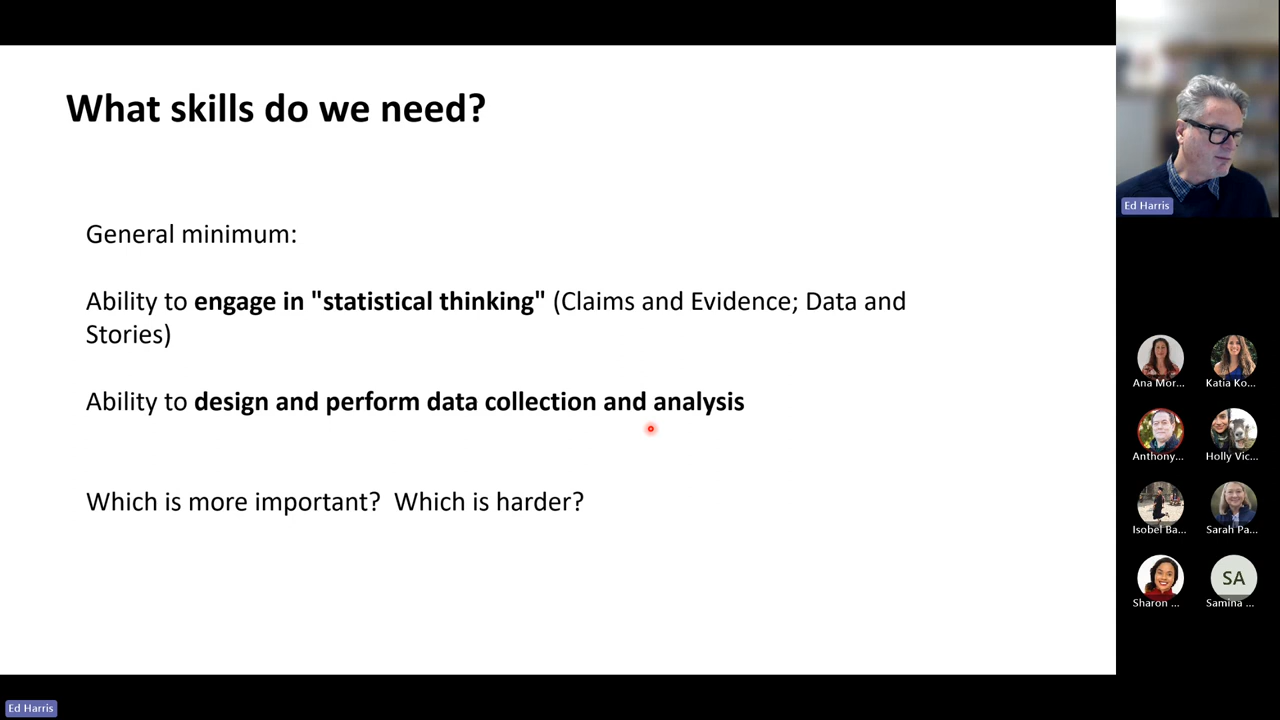 What skills do we need?
General minimum:
Ability to engage in "statistical thinking" (Claims and Evidence; Data and
Stories)
Ability to design and perform data collection and analysis
Which is more important?  Which is harder?
Ed Harris
Ana Mor...
Katia Ko...
Anthony...
Holly Vic...
Isobel Ba...
Sarah Pa...
SA
Sharon ...
Samina ...
Ed Harris